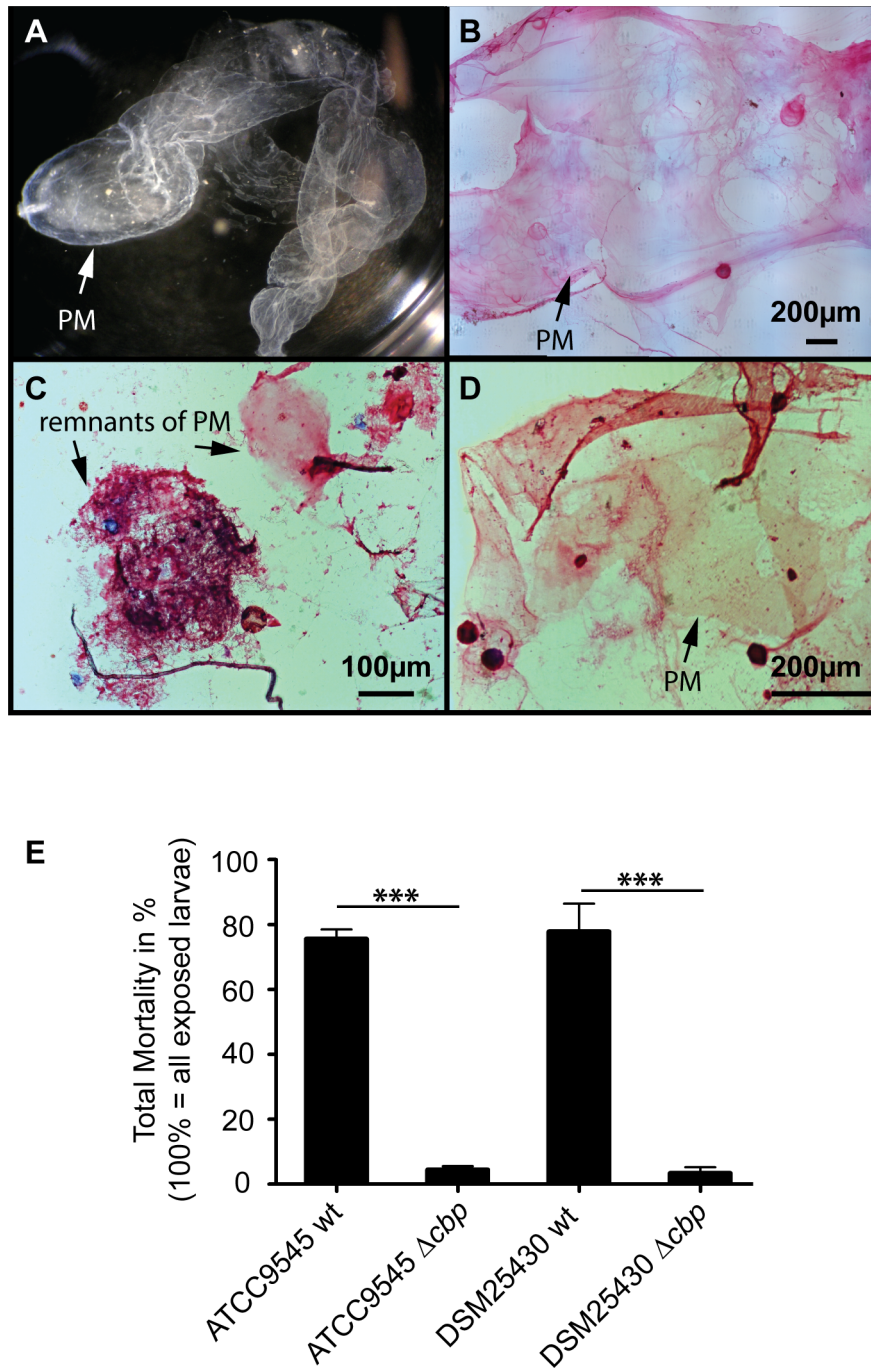 A
PM
B
PM
200µm
C
remnants of PM
100µm
D
PM
200µm
E
Total Mortality in %
(100% = all exposed larvae)
100
80
60
40
20
0
***
***
ATCC9545 wt
ATCC9545 Δcbp
DSM25430 wt
DSM25430 Δcbp